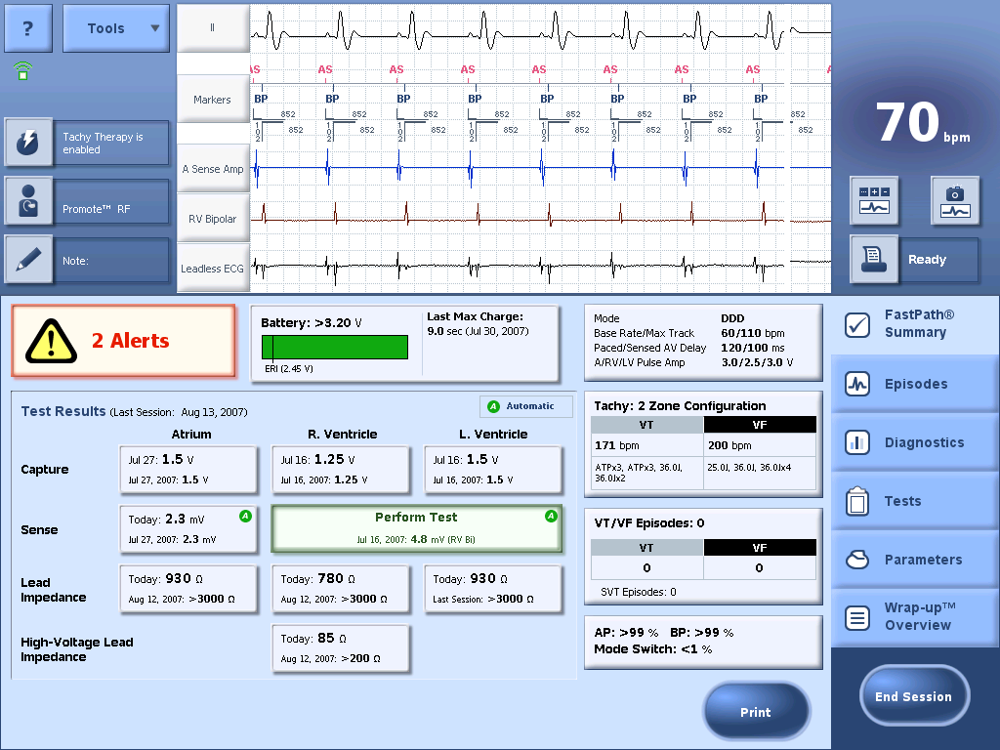 ?
Tools
II
AS AS AS AS AS AS AS AS
Markers
BP BP BP BP BP BP BP BP
852 852 852 852 852 852 852 852
102 852 102 852 102 852 102 852 102 852 102 852 102 852 102 852
Tachy Therapy is
enabled
A Sense Amp
Promote™ RF
RV Bipolar
Note:
Leadless ECG
70 bpm
Ready
2 Alerts
Battery: >3.20 V
ERI (2.45 V)
Last Max Charge:
9.0 sec (Jul 30, 2007)
Mode DDD
Base Rate/Max Track 60/110 bpm
Paced/Sensed AV Delay 120/100 ms
A/RV/LV Pulse Amp 3.0/2.5/3.0 V
Test Results (Last Session: Aug 13, 2007)
A Automatic
Atrium R. Ventricle L. Ventricle
Capture
Jul 27: 1.5 V
Jul 27, 2007: 1.5 V
Jul 16: 1.25 V
Jul 16, 2007: 1.25 V
Jul 16: 1.5 V
Jul 16, 2007: 1.5 V
Sense
Today: 2.3 mV A
Jul 27, 2007: 2.3 mV
Perform Test A
Jul 16, 2007: 4.8 mV (RV Bi)
Lead
Impedance
Today: 930 Ω
Aug 12, 2007: >3000 Ω
Today: 780 Ω
Aug 12, 2007: >3000 Ω
Today: 930 Ω
Last Session: >3000 Ω
High-Voltage Lead
Impedance
Today: 85 Ω
Aug 12, 2007: >200 Ω
Tachy: 2 Zone Configuration
VT VF
171 bpm 200 bpm
ATPx3, ATPx3, 36.0J,
36.0Jx2
25.0J, 36.0J, 36.0Jx4
VT/VF Episodes: 0
VT VF
0 0
SVT Episodes: 0
AP: >99 % BP: >99 %
Mode Switch: <1 %
Print
FastPath®
Summary
Episodes
Diagnostics
Tests
Parameters
Wrap-up™
Overview
End Session